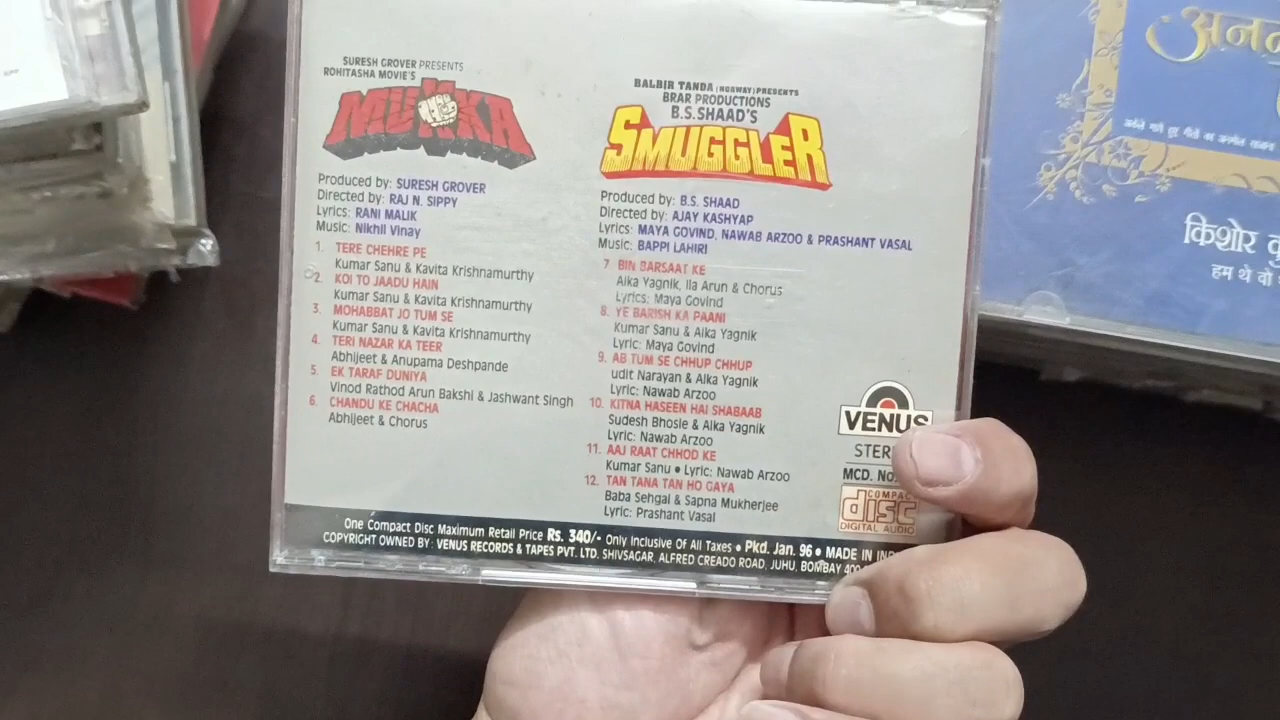 SURESH GROVER PRESENTS
ROHITASHA MOVIE'S
MUKKA
Produced by: SURESH GROVER
Directed by: RAJ N. SIPPY
Lyrics: RANI MALIK
Music: Nikhil Vinay
1. TERE CHEHRE PE
Kumar Sanu & Kavita Krishnamurthy
2. KOI TO JAADU HAIN
Kumar Sanu & Kavita Krishnamurthy
3. MOHABBAT JO TUM SE
Kumar Sanu & Kavita Krishnamurthy
4. TERI NAZAR KA TEER
Abhijeet & Anupama Deshpande
5. EK TARAF DUNIYA
Vinod Rathod Arun Bakshi & Jashwant Singh
6. CHANDU KE CHACHA
Abhijeet & Chorus
BALBIR TANDA (NORWAY) PRESENTS
BRAR PRODUCTIONS
B.S.SHAAD'S
SMUGGLER
Produced by: B.S. SHAAD
Directed by: AJAY KASHYAP
Lyrics: MAYA GOVIND, NAWAB ARZOO & PRASHANT VASAL
Music: BAPPI LAHIRI
7 BIN BARSAAT KE
Alka Yagnik, Ila Arun & Chorus
Lyrics: Maya Govind
8. YE BARISH KA PAANI
Kumar Sanu & Alka Yagnik
Lyric: Maya Govind
9. AB TUM SE CHHUP CHHUP
udit Narayan & Alka Yagnik
Lyric: Nawab Arzoo
10. KITNA HASEEN HAI SHABAAB
Sudesh Bhosle & Alka Yagnik
Lyric: Nawab Arzoo
11. AAJ RAAT CHHOD KE
Kumar Sanu • Lyric: Nawab Arzoo
12. TAN TANA TAN HO GAYA
Baba Sehgal & Sapna Mukherjee
Lyric: Prashant Vasal
VENUS
MCD. No.
COMPACT
disc
DIGITAL AUDIO
One Compact Disc Maximum Retail Price Rs. 340/- Only Inclusive Of All Taxes • Pkd. Jan. 96 • MADE IN
COPYRIGHT OWNED BY: VENUS RECORDS & TAPES PVT. LTD. SHIVSAGAR, ALFRED CREADO ROAD, JUHU, BOMBAY
किशोर
हम थे वो